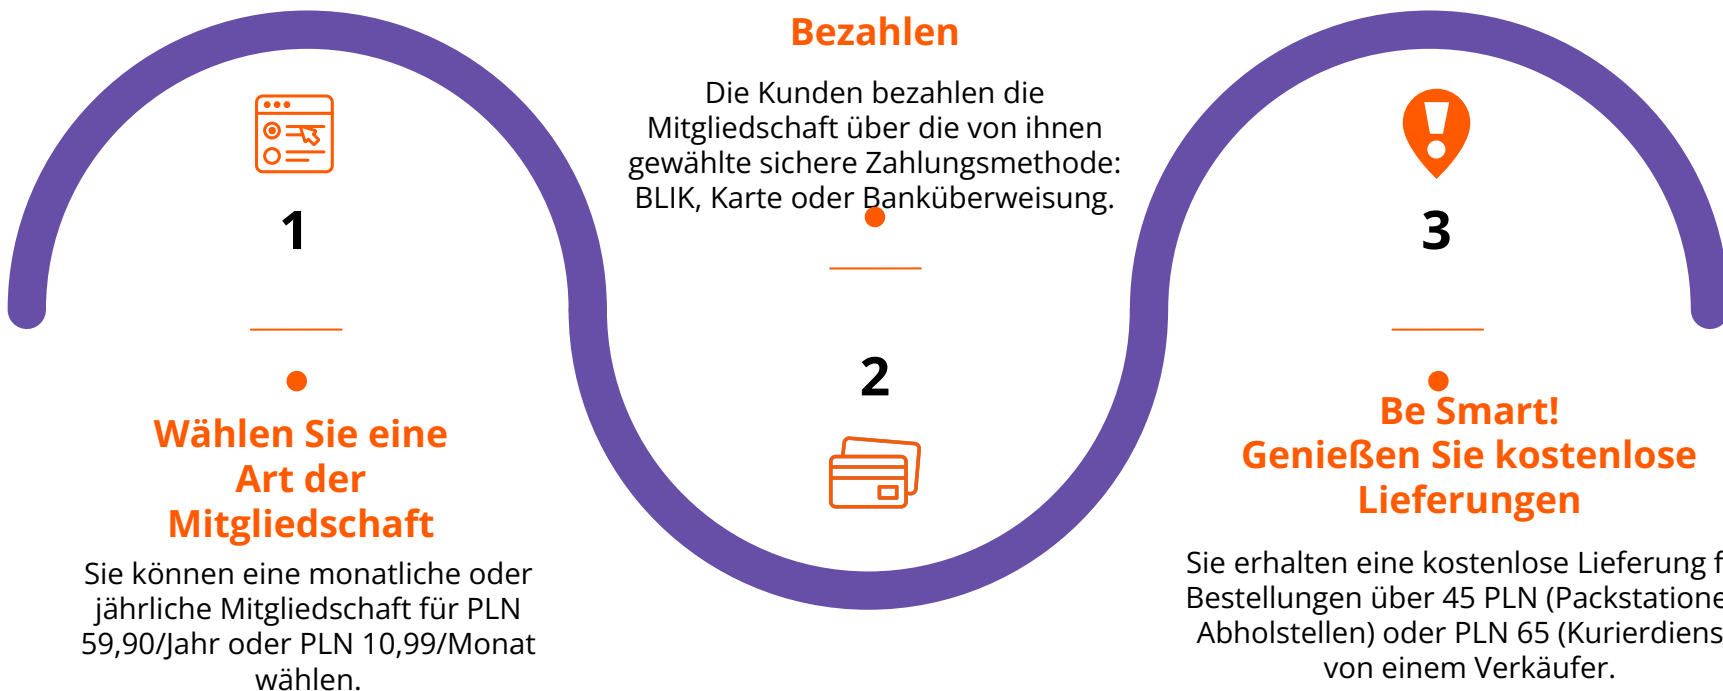 1
Wählen Sie eine
Art der
Mitgliedschaft
Sie können eine monatliche oder
jährliche Mitgliedschaft für PLN
59,90/Jahr oder PLN 10,99/Monat
wählen.
Bezahlen
Die Kunden bezahlen die
Mitgliedschaft über die von ihnen
gewählte sichere Zahlungsmethode:
BLIK, Karte oder Banküberweisung.
2
3
Be Smart!
Genießen Sie kostenlose
Lieferungen
Sie erhalten eine kostenlose Lieferung
Bestellungen über 45 PLN
Abholstellen) oder PLN 65
von einem Verkäufer.